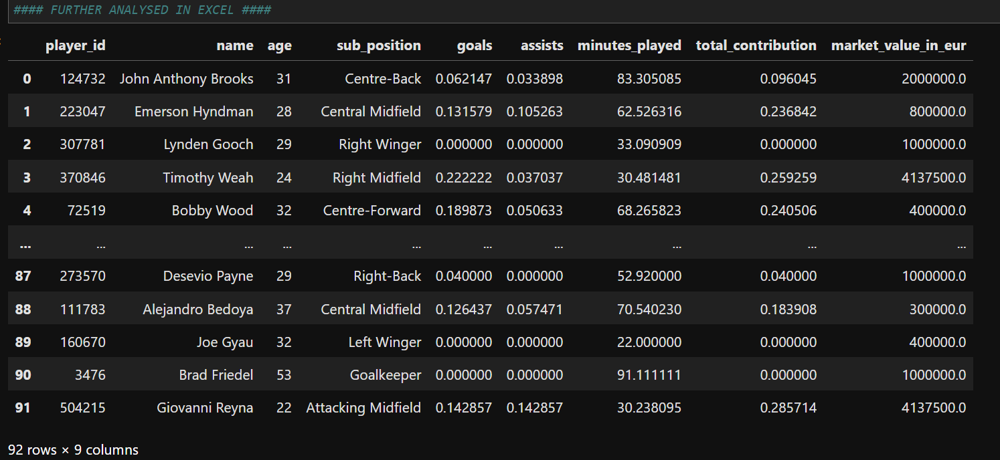 #### FURTHER ANALYSED IN EXCEL ####
player_id name age sub_position goals assists minutes_played total_contribution market_value_in_eur
0 124732 John Anthony Brooks 31 Centre-Back 0.062147 0.033898 83.305085 0.096045 2000000.0
1 223047 Emerson Hyndman 28 Central Midfield 0.131579 0.105263 62.526316 0.236842 800000.0
2 307781 Lynden Gooch 29 Right Winger 0.000000 0.000000 33.090909 0.000000 1000000.0
3 370846 Timothy Weah 24 Right Midfield 0.222222 0.037037 30.481481 0.259259 4137500.0
4 72519 Bobby Wood 32 Centre-Forward 0.189873 0.050633 68.265823 0.240506 400000.0
... ... ... ... ... ... ... ... ... ...
87 273570 Desevio Payne 29 Right-Back 0.040000 0.000000 52.920000 0.040000 1000000.0
88 111783 Alejandro Bedoya 37 Central Midfield 0.126437 0.057471 70.540230 0.183908 300000.0
89 160670 Joe Gyau 32 Left Winger 0.000000 0.000000 22.000000 0.000000 400000.0
90 3476 Brad Friedel 53 Goalkeeper 0.000000 0.000000 91.111111 0.000000 1000000.0
91 504215 Giovanni Reyna 22 Attacking Midfield 0.142857 0.142857 30.238095 0.285714 4137500.0
92 rows × 9 columns